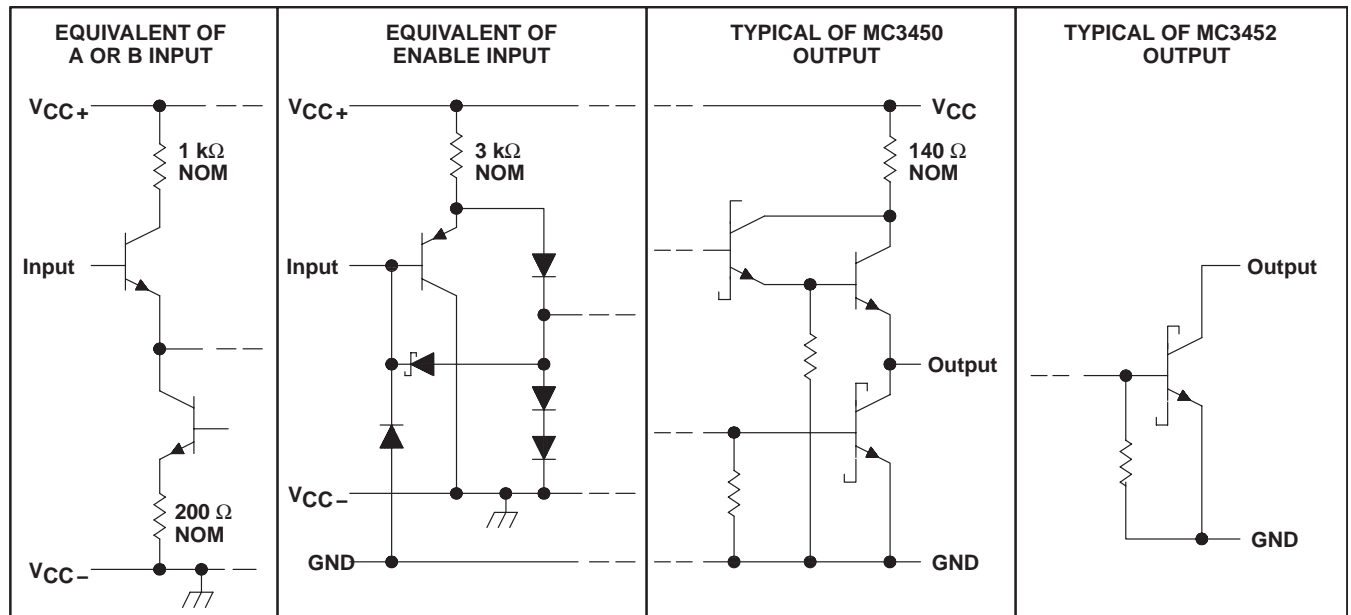 EQUIVALENT OF
A OR B INPUT
VCC+
1 kΩ
NOM
Input
200 Ω
NOM
VCC−
EQUIVALENT OF
ENABLE INPUT
VCC+
3 kΩ
NOM
Input
VCC−
GND
TYPICAL OF MC3450
OUTPUT
VCC
140 Ω
NOM
Output
GND
TYPICAL OF MC3452
OUTPUT
Output
GND